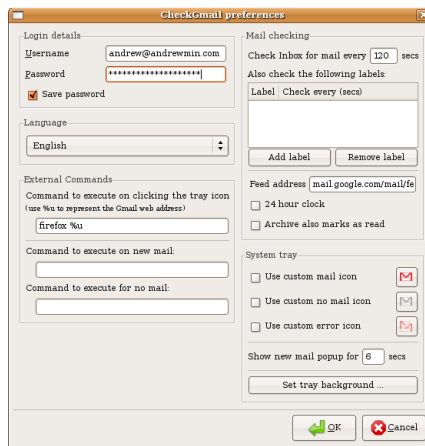 CheckGmail preferences
Login details
Username andrew@andrewmin.com
Password ********************
Save password
Language
English
External Commands
Command to execute on clicking the tray icon
(use %u to represent the Gmail web address)
firefox %u
Command to execute on new mail:
Command to execute for no mail:
Mail checking
Check Inbox for mail every 120 secs
Also check the following labels:
Label Check every (secs)
Add label Remove label
Feed address mail.google.com/mail/fe
24 hour clock
Archive also marks as read
System tray
Use custom mail icon
Use custom no mail icon
Use custom error icon
Show new mail popup for 6 secs
Set tray background ...
OK Cancel